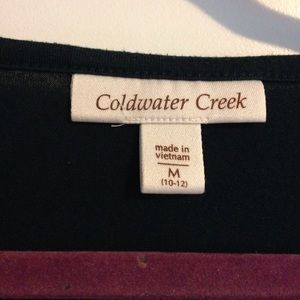 Coldwater Creek
made in
vietnam
M
(10-12)